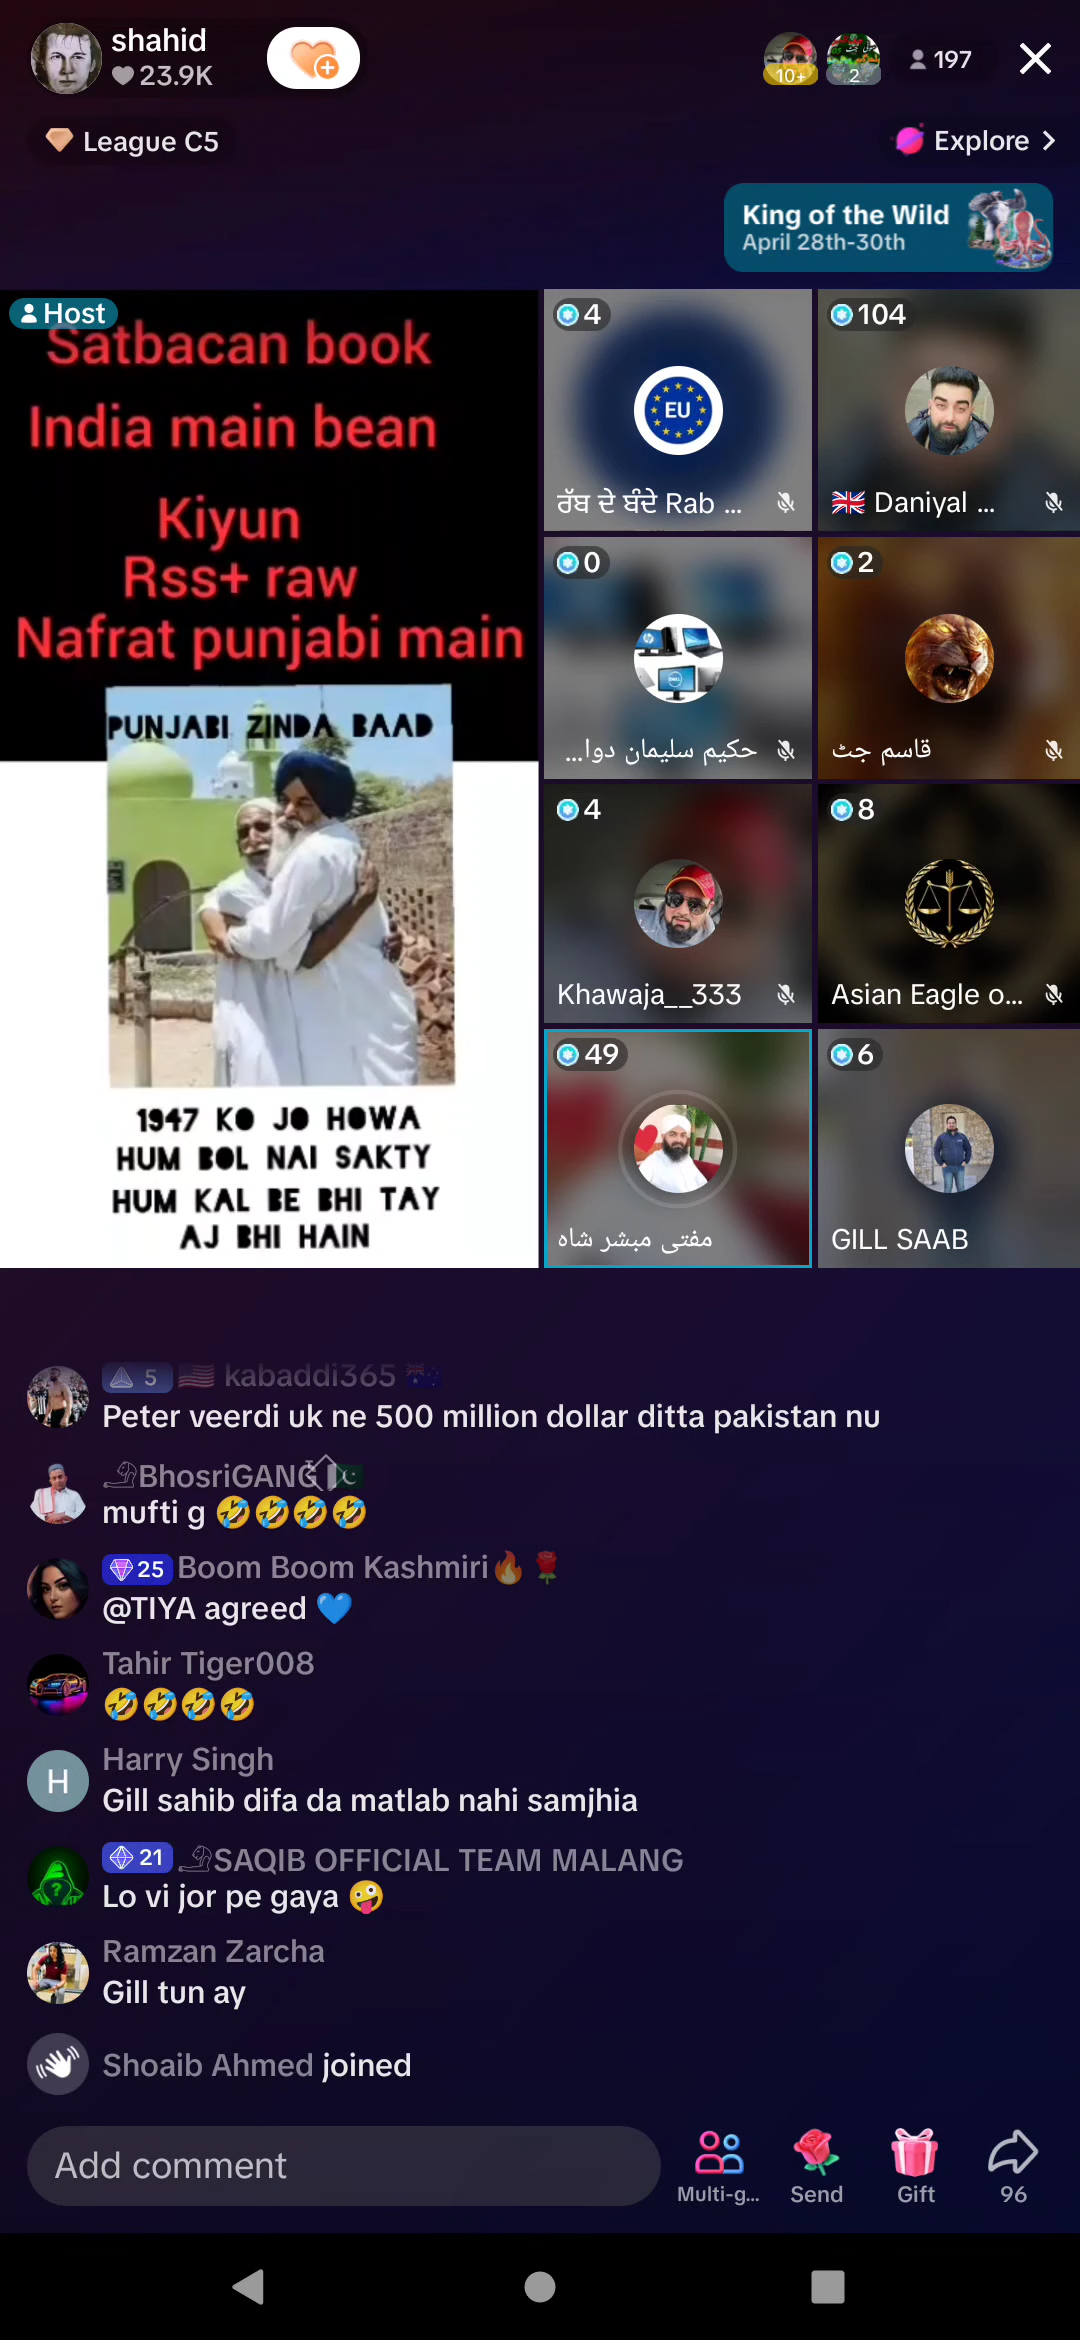 shahid
23.9K
10+
2
197
League C5
Explore
King of the Wild
April 28th-30th
Host
Satbacan book
India main bean
Kiyun
Rss+ raw
Nafrat punjabi main
PUNJABI ZINDA BAAD
1947 KO JO HOWA
HUM BOL NAI SAKTY
HUM KAL BE BHI TAY
AJ BHI HAIN
4
EU
ਰੱਬ ਦੇ ਬੰਦੇ Rab ...
104
🇬🇧 Daniyal ...
0
حکیم سلیمان دوا...
2
قاسم جٹ
4
Khawaja__333
8
Asian Eagle o...
49
مفتی مبشر شاہ
6
GILL SAAB
5 🇺🇸 kabaddi365 🇳🇿
Peter veerdi uk ne 500 million dollar ditta pakistan nu
BhosriGANG 🇵🇰
mufti g 🤣🤣🤣🤣
25 Boom Boom Kashmiri🔥🌹
@TIYA agreed 💙
Tahir Tiger008
🤣🤣🤣🤣
H
Harry Singh
Gill sahib difa da matlab nahi samjhia
21 SAQIB OFFICIAL TEAM MALANG
Lo vi jor pe gaya 🤪
Ramzan Zarcha
Gill tun ay
Shoaib Ahmed joined
Add comment
Multi-g...
Send
Gift
96